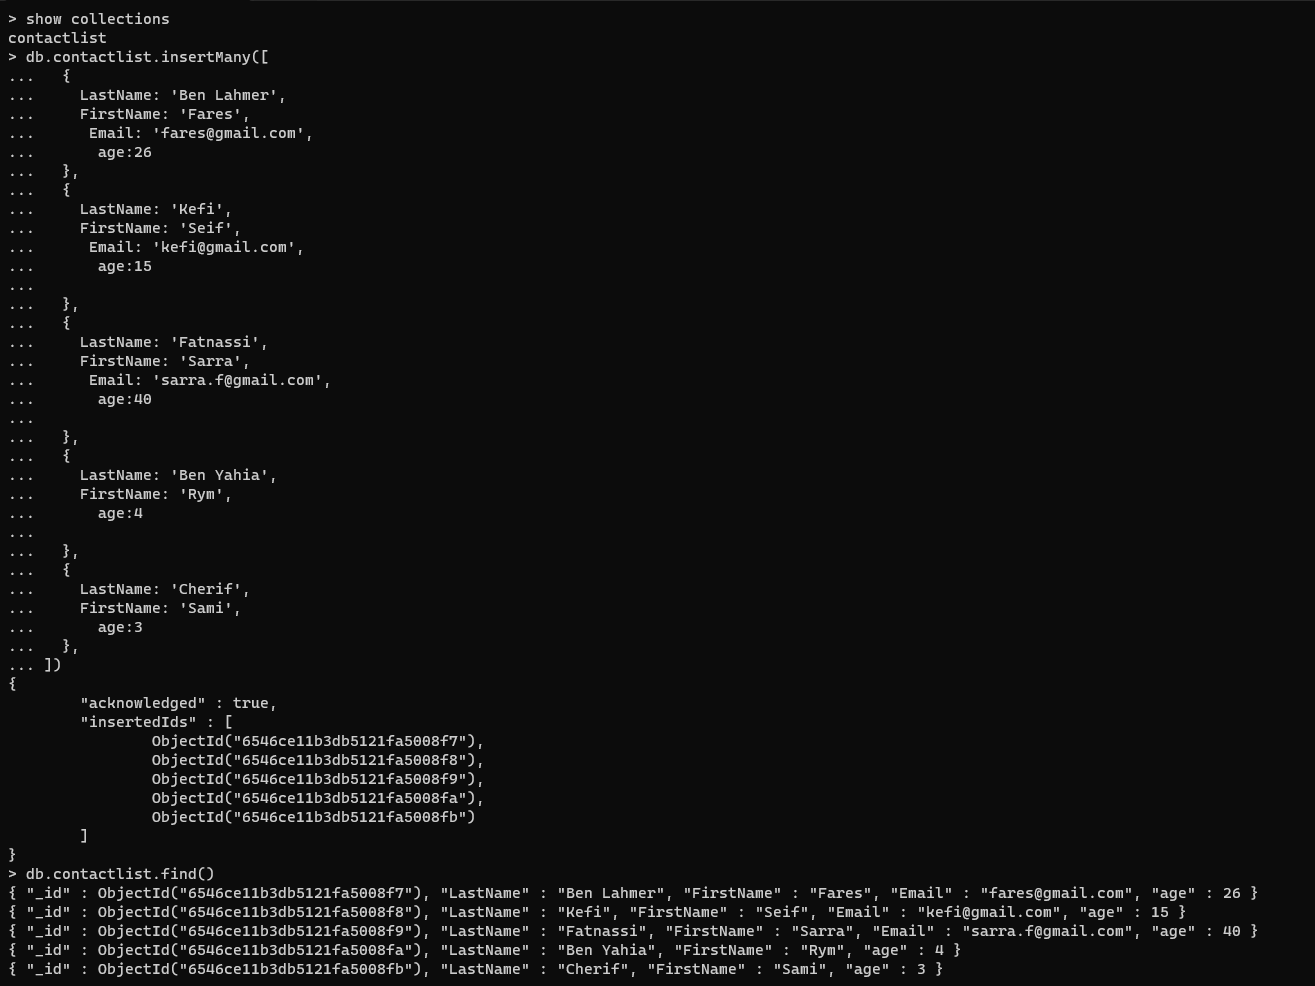 > show collections
contactlist
> db.contactlist.insertMany([
...   {
...     LastName: 'Ben Lahmer',
...     FirstName: 'Fares',
...      Email: 'fares@gmail.com',
...       age:26
...   },
...   {
...     LastName: 'Kefi',
...     FirstName: 'Seif',
...      Email: 'kefi@gmail.com',
...       age:15
...
...   },
...   {
...     LastName: 'Fatnassi',
...     FirstName: 'Sarra',
...      Email: 'sarra.f@gmail.com',
...       age:40
...
...   },
...   {
...     LastName: 'Ben Yahia',
...     FirstName: 'Rym',
...       age:4
...
...   },
...   {
...     LastName: 'Cherif',
...     FirstName: 'Sami',
...       age:3
...   },
... ])
{
        "acknowledged" : true,
        "insertedIds" : [
                ObjectId("6546ce11b3db5121fa5008f7"),
                ObjectId("6546ce11b3db5121fa5008f8"),
                ObjectId("6546ce11b3db5121fa5008f9"),
                ObjectId("6546ce11b3db5121fa5008fa"),
                ObjectId("6546ce11b3db5121fa5008fb")
        ]
}
> db.contactlist.find()
{ "_id" : ObjectId("6546ce11b3db5121fa5008f7"), "LastName" : "Ben Lahmer", "FirstName" : "Fares", "Email" : "fares@gmail.com", "age" : 26 }
{ "_id" : ObjectId("6546ce11b3db5121fa5008f8"), "LastName" : "Kefi", "FirstName" : "Seif", "Email" : "kefi@gmail.com", "age" : 15 }
{ "_id" : ObjectId("6546ce11b3db5121fa5008f9"), "LastName" : "Fatnassi", "FirstName" : "Sarra", "Email" : "sarra.f@gmail.com", "age" : 40 }
{ "_id" : ObjectId("6546ce11b3db5121fa5008fa"), "LastName" : "Ben Yahia", "FirstName" : "Rym", "age" : 4 }
{ "_id" : ObjectId("6546ce11b3db5121fa5008fb"), "LastName" : "Cherif", "FirstName" : "Sami", "age" : 3 }